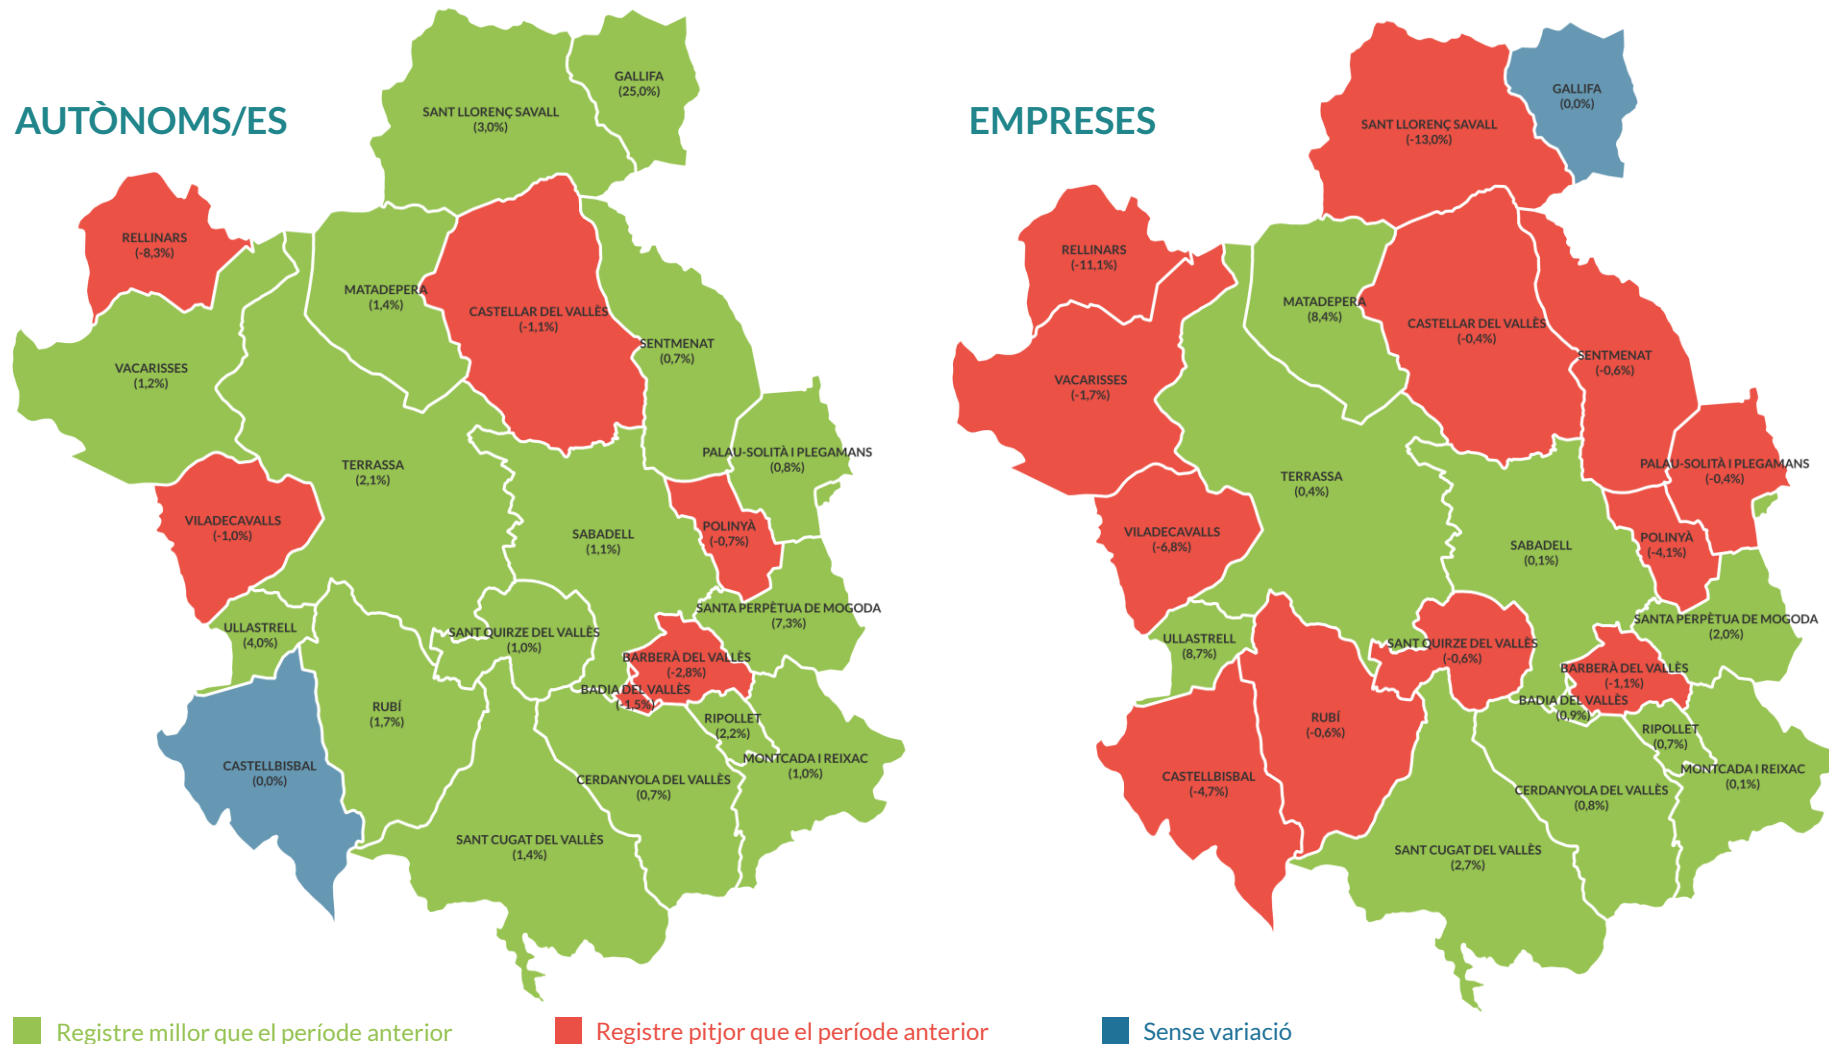 AUTÒNOMS/ES
GALLIFA
(25,0%)
SANT LLORENÇ SAVALL
(3,0%)
RELLINARS
(-8,3%)
MATADEPERA
(1,4%)
CASTELLAR DEL VALLÈS
(-1,1%)
SENTMENAT
(0,7%)
VACARISSES
(1,2%)
PALAU-SOLITÀ I PLEGAMANS
(0,8%)
TERRASSA
(2,1%)
VILADECAVALLS
(-1,0%)
SABADELL
(1,1%)
POLINYÀ
(-0,7%)
SANTA PERPÈTUA DE MOGODA
(7,3%)
ULLASTRELL
(4,0%)
SANT QUIRZE DEL VALLÈS
(1,0%)
BARBERÀ DEL VALLÈS
(-2,8%)
BADIA DEL VALLÈS
(-1,5%)
RUBÍ
(1,7%)
RIPOLLET
(2,2%)
MONTCADA I REIXAC
(1,0%)
CASTELLBISBAL
(0,0%)
CERDANYOLA DEL VALLÈS
(0,7%)
SANT CUGAT DEL VALLÈS
(1,4%)
EMPRESES
GALLIFA
(0,0%)
SANT LLORENÇ SAVALL
(-13,0%)
RELLINARS
(-11,1%)
MATADEPERA
(8,4%)
CASTELLAR DEL VALLÈS
(-0,4%)
SENTMENAT
(-0,6%)
VACARISSES
(-1,7%)
PALAU-SOLITÀ I PLEGAMANS
(-0,4%)
TERRASSA
(0,4%)
VILADECAVALLS
(-6,8%)
SABADELL
(0,1%)
POLINYÀ
(-4,1%)
SANTA PERPÈTUA DE MOGODA
(2,0%)
ULLASTRELL
(8,7%)
SANT QUIRZE DEL VALLÈS
(-0,6%)
BARBERÀ DEL VALLÈS
(-1,1%)
BADIA DEL VALLÈS
(0,9%)
RUBÍ
(-0,6%)
RIPOLLET
(0,7%)
MONTCADA I REIXAC
(0,1%)
CASTELLBISBAL
(-4,7%)
CERDANYOLA DEL VALLÈS
(0,8%)
SANT CUGAT DEL VALLÈS
(2,7%)
Registre millor que el període anterior
Registre pitjor que el període anterior
Sense variació